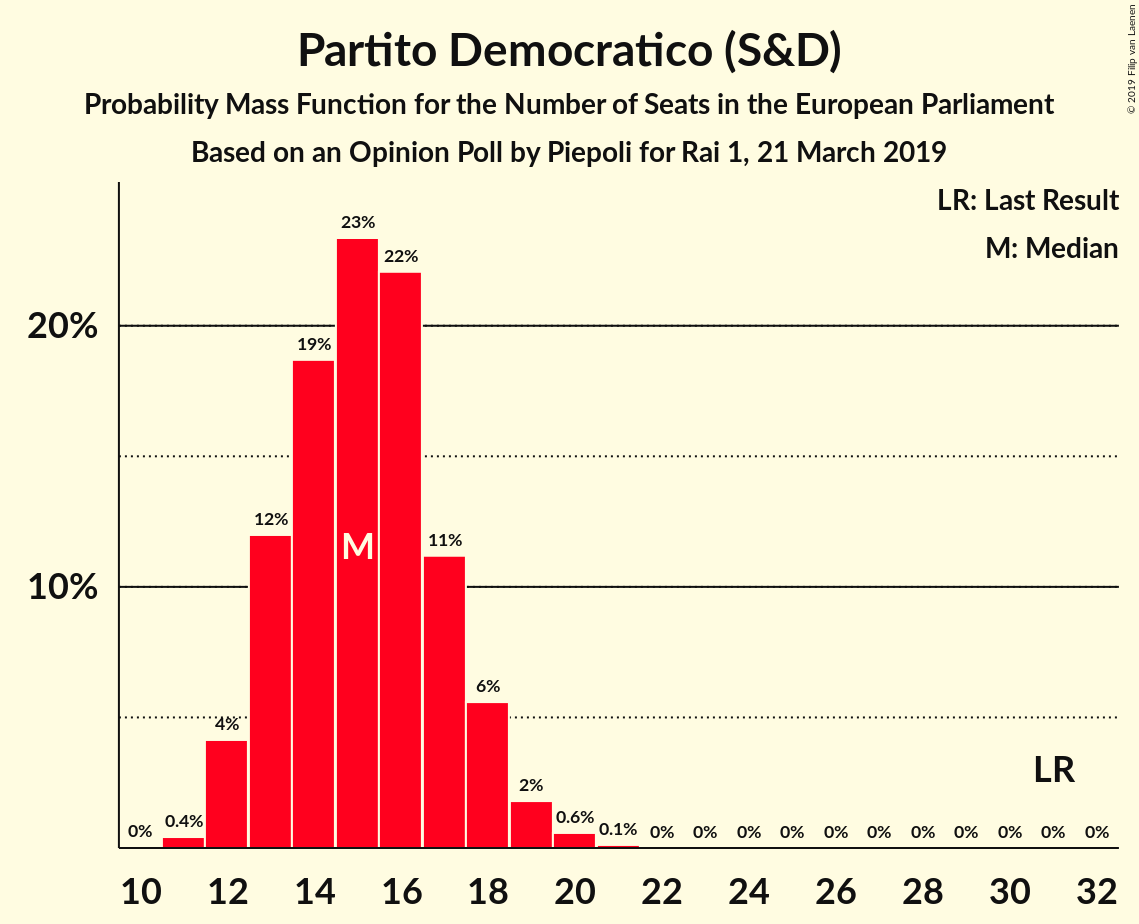 Partito Democratico (S&D)
Probability Mass Function for the Number of Seats in the European Parliament
Based on an Opinion Poll by Piepoli for Rai 1, 21 March 2019
© 2019 Filip van Laenen
LR: Last Result
M: Median
20%
10%
0% 0.4% 4% 12% 19% 23% 22% 11% 6% 2% 0.6% 0.1% 0% 0% 0% 0% 0% 0% 0% 0% 0% 0% 0%
M
LR
10 12 14 16 18 20 22 24 26 28 30 32